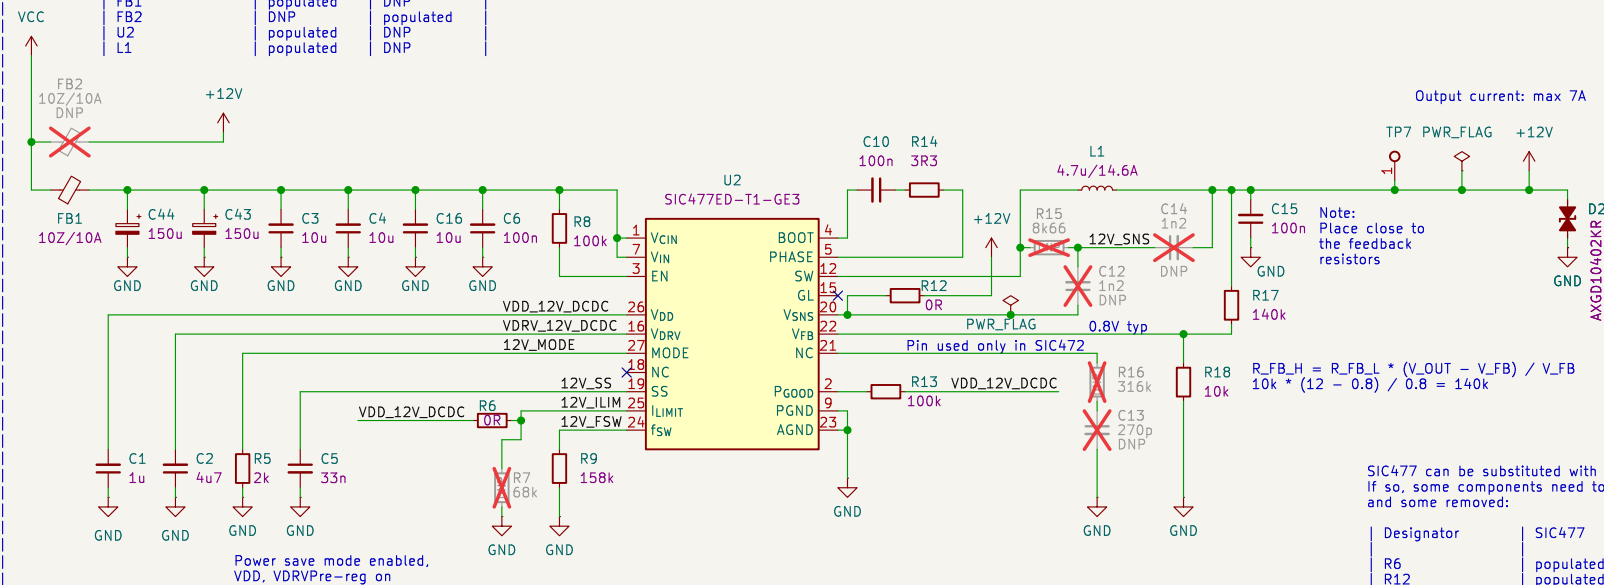 VCC
| FB1 | populated | DNP |
| FB2 | DNP | populated |
| U2 | populated | DNP |
| L1 | populated | DNP |
FB2
10Z/10A
DNP
+12V
FB1
10Z/10A
C44
150u
GND
C43
150u
GND
C3
10u
GND
C4
10u
GND
C16
10u
GND
C6
100n
GND
R8
100k
U2
SIC477ED-T1-GE3
1 VCIN
7 VIN
3 EN
26 VDD
16 VDRV
27 MODE
18 NC
19 SS
25 ILIMIT
24 fsw
BOOT 4
PHASE 5
SW 12
GL 15
VSNS 20
VFB 22
NC 21
PGOOD 2
PGND 9
AGND 23
VDD_12V_DCDC
VDRV_12V_DCDC
12V_MODE
12V_SS
12V_ILIM
12V_FSW
VDD_12V_DCDC
R6
0R
C1
1u
GND
C2
4u7
GND
R5
2k
GND
C5
33n
GND
R7
68k
GND
R9
158k
GND
Power save mode enabled,
VDD, VDRVPre-reg on
C10
100n
R14
3R3
+12V
R12
0R
PWR_FLAG
L1
4.7u/14.6A
R15
8k66
12V_SNS
C14
1n2
DNP
C12
1n2
DNP
0.8V typ
Pin used only in SIC472
R13
100k
VDD_12V_DCDC
GND
R16
316k
C13
270p
DNP
GND
R18
10k
GND
R17
140k
C15
100n
GND
Note:
Place close to
the feedback
resistors
Output current: max 7A
TP7
1
PWR_FLAG
+12V
D2
AXGD10402KR
GND
R_FB_H = R_FB_L * (V_OUT - V_FB) / V_FB
10k * (12 - 0.8) / 0.8 = 140k
SIC477 can be substituted with
If so, some components need to
and some removed:
| Designator | SIC477
| R6 | populated
| R12 | populated